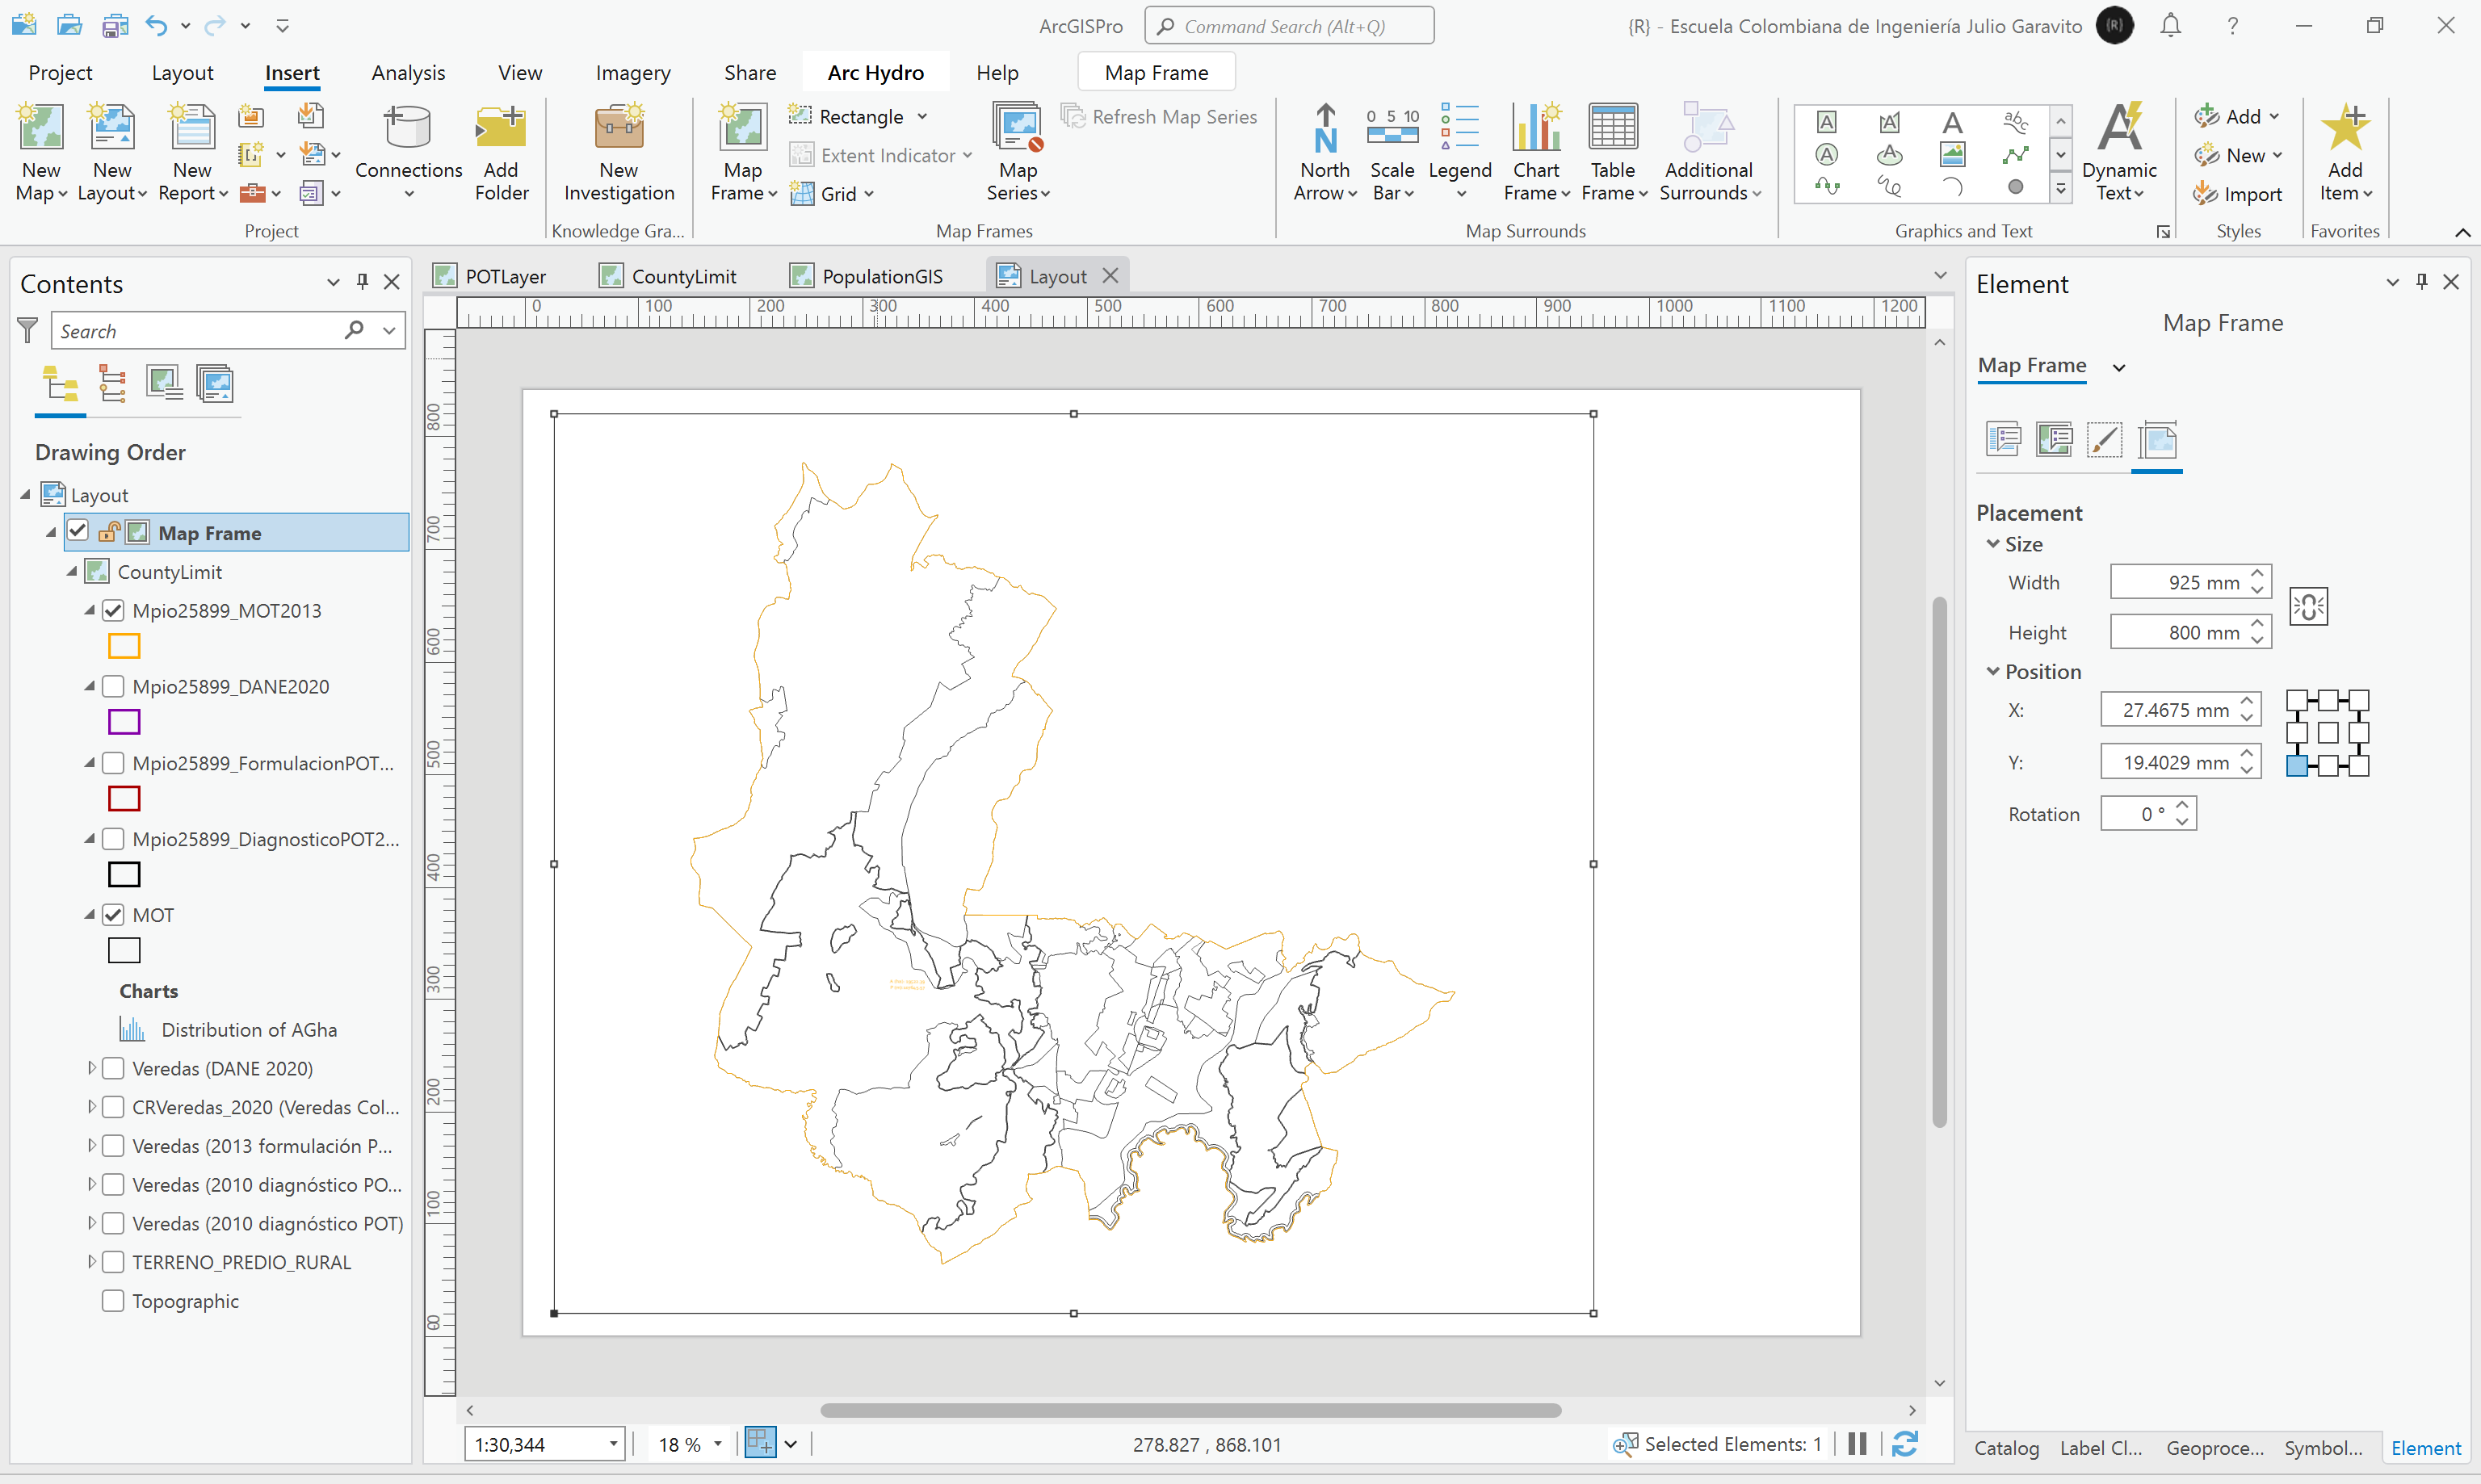 ArcGISPro
Command Search (Alt+Q)
{R} - Escuela Colombiana de Ingeniería Julio Garavito
{R}
?
Project
Layout
Insert
Analysis
View
Imagery
Share
Arc Hydro
Help
Map Frame
New Map
New Layout
New Report
Connections
Add Folder
Project
New Investigation
Knowledge Gra...
Map Frame
Rectangle
Extent Indicator
Grid
Map Series
Refresh Map Series
Map Frames
North Arrow
0 5 10
Scale Bar
Legend
Chart Frame
Table Frame
Additional Surrounds
Map Surrounds
Dynamic Text
Graphics and Text
Add
New
Import
Styles
Add Item
Favorites
Contents
Search
Drawing Order
Layout
Map Frame
CountyLimit
Mpio25899_MOT2013
Mpio25899_DANE2020
Mpio25899_FormulacionPOT...
Mpio25899_DiagnosticoPOT2...
MOT
Charts
Distribution of AGha
Veredas (DANE 2020)
CRVeredas_2020 (Veredas Col...
Veredas (2013 formulación P...
Veredas (2010 diagnóstico PO...
Veredas (2010 diagnóstico POT)
TERRENO_PREDIO_RURAL
Topographic
POTLayer
CountyLimit
PopulationGIS
Layout
0 100 200 300 400 500 600 700 800 900 1000 1100 1200
800
700
600
500
400
300
200
100
0
1:30,344
18 %
278.827 , 868.101
Selected Elements: 1
Element
Map Frame
Map Frame
Placement
Size
Width 925 mm
Height 800 mm
Position
X: 27.4675 mm
Y: 19.4029 mm
Rotation 0 °
Catalog
Label Cl...
Geoproce...
Symbol...
Element